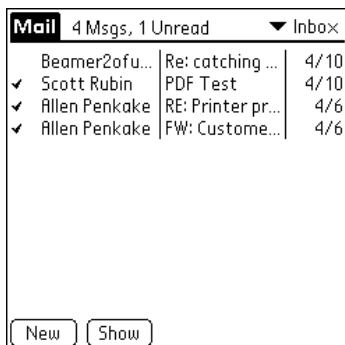 Mail 4 Msgs, 1 Unread Inbox
Beamer2ofu... Re: catching ... 4/10
Scott Rubin PDF Test 4/10
Allen Penkake RE: Printer pr... 4/6
Allen Penkake FW: Custome... 4/6
New Show